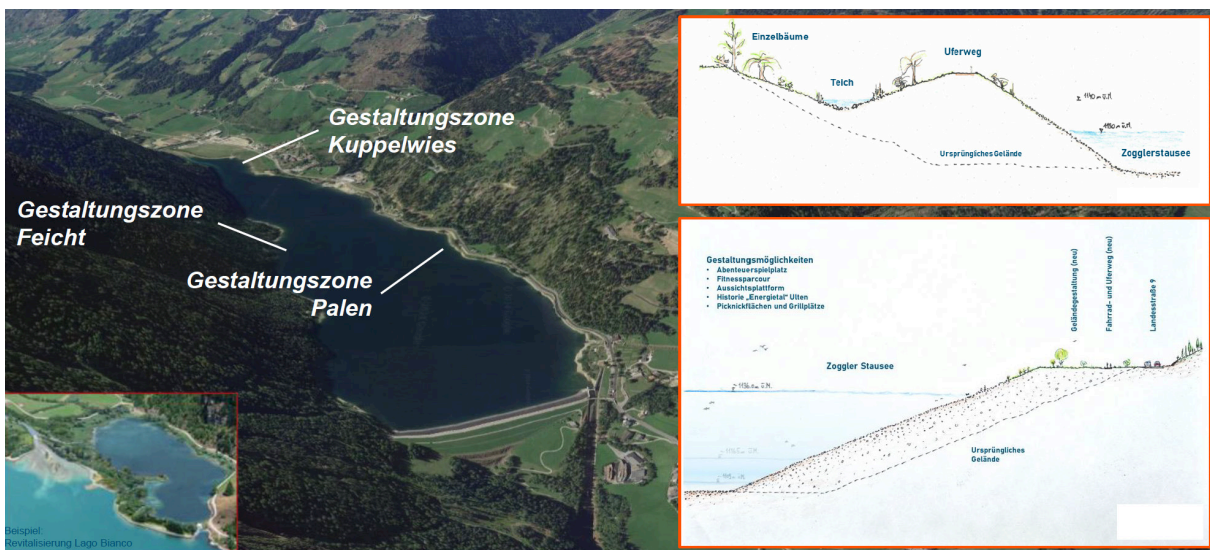 Gestaltungszone
Kuppelwies
Gestaltungszone
Feicht
Gestaltungszone
Palen
Beispiel:
Revitalisierung Lago Bianco
Einzelbäume
Teich
Uferweg
1140 m ü.M.
1130 m ü.M.
Ursprüngliches Gelände
Zogglerstausee
Gestaltungsmöglichkeiten
• Abenteuerspielplatz
• Fitnessparcour
• Aussichtsplattform
• Historie „Energietal“ Ulten
• Picknickflächen und Grillplätze
Geländegestaltung (neu)
Fahrrad- und Uferweg (neu)
Landesstraße 9
Zoggler Stausee
Ursprüngliches
Gelände